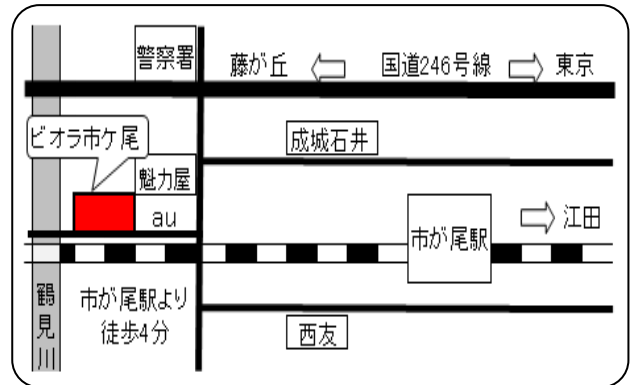 警察署
藤が丘
国道246号線
東京
ビオラ市ケ尾
成城石井
魁力屋
au
市が尾駅
江田
鶴見川
市が尾駅より
徒歩4分
西友